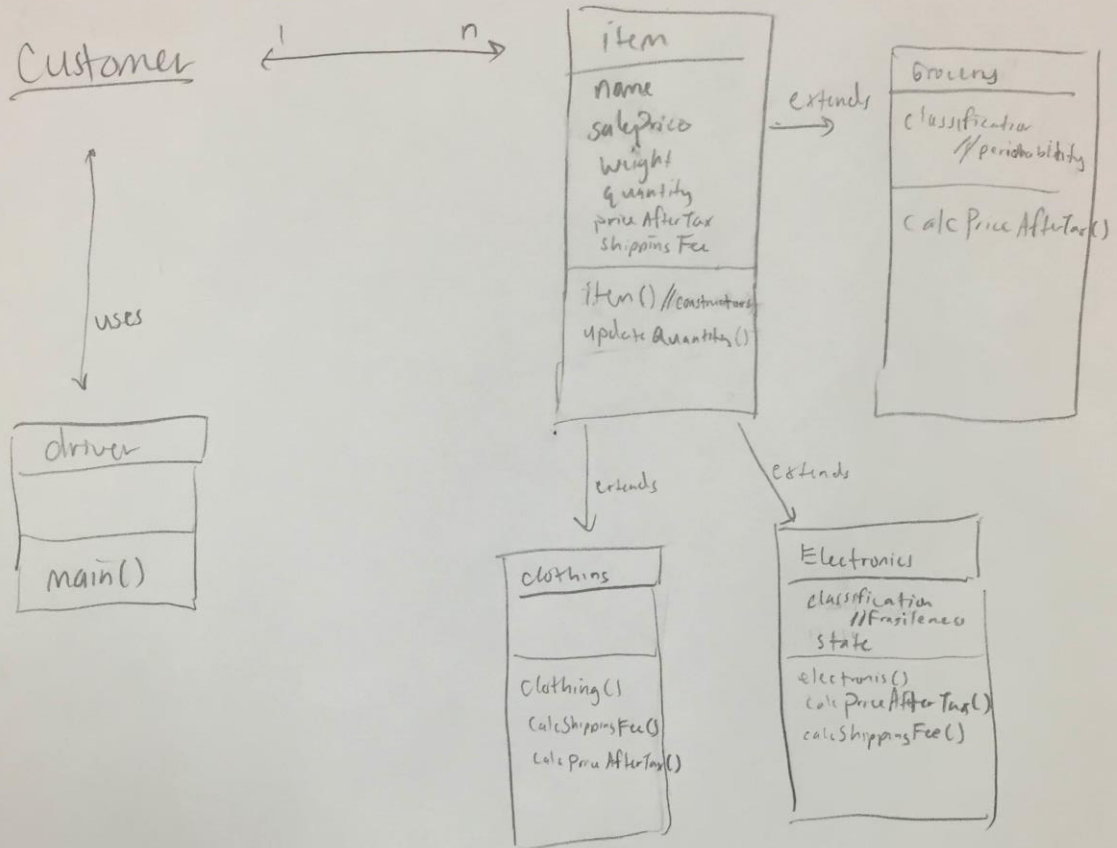 Customer
1 n
item
name
salePrice
weight
quantity
priceAfterTax
shippingFee
item() //constructors
updateQuantity()
extends
Grocery
classification
//perishability
calcPriceAfterTax()
uses
driver
main()
extends
clothing
clothing()
calcShippingFee()
calcPriceAfterTax()
extends
Electronics
classification
//Fragileness
state
electronis()
calcPriceAfterTax()
calcShippingFee()